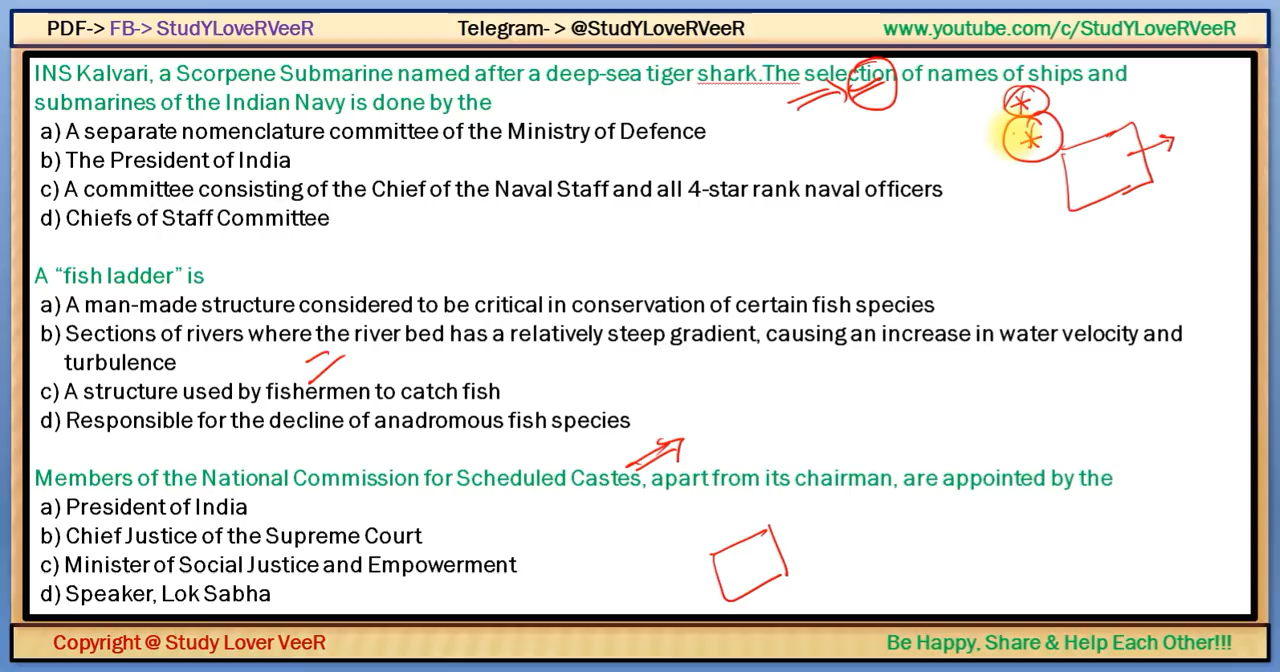 PDF-> FB-> StudYLoveRVeeR
Telegram- > @StudYLoveRVeeR
www.youtube.com/c/StudYLoveRVeeR
INS Kalvari, a Scorpene Submarine named after a deep-sea tiger shark.The selection of names of ships and
submarines of the Indian Navy is done by the
a) A separate nomenclature committee of the Ministry of Defence
b) The President of India
c) A committee consisting of the Chief of the Naval Staff and all 4-star rank naval officers
d) Chiefs of Staff Committee
A “fish ladder” is
a) A man-made structure considered to be critical in conservation of certain fish species
b) Sections of rivers where the river bed has a relatively steep gradient, causing an increase in water velocity and
turbulence
c) A structure used by fishermen to catch fish
d) Responsible for the decline of anadromous fish species
Members of the National Commission for Scheduled Castes, apart from its chairman, are appointed by the
a) President of India
b) Chief Justice of the Supreme Court
c) Minister of Social Justice and Empowerment
d) Speaker, Lok Sabha
Copyright @ Study Lover VeeR
Be Happy, Share & Help Each Other!!!